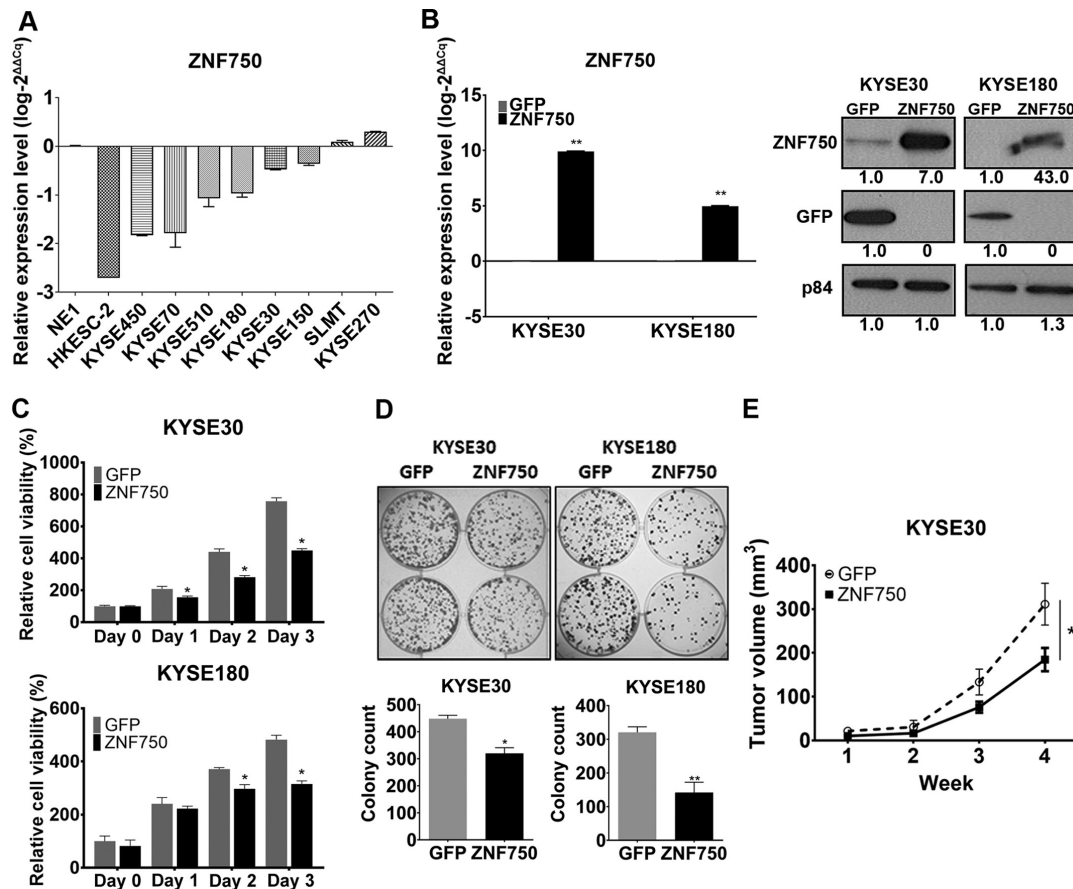 A
ZNF750
Relative expression level (log-2ΔΔCq)
1
0
-1
-2
-3
NE1
HKESC-2
KYSE450
KYSE70
KYSE510
KYSE180
KYSE30
KYSE150
SLMT
KYSE270
B
ZNF750
Relative expression level (log-2ΔΔCq)
GFP
ZNF750
15
10
5
0
-5
**
**
KYSE30 KYSE180
KYSE30 KYSE180
GFP ZNF750 GFP ZNF750
ZNF750
1.0 7.0 1.0 43.0
GFP
1.0 0 1.0 0
p84
1.0 1.0 1.0 1.3
C
KYSE30
Relative cell viability (%)
GFP
ZNF750
1000
800
600
400
200
0
*
*
*
Day 0 Day 1 Day 2 Day 3
KYSE180
Relative cell viability (%)
GFP
ZNF750
600
400
200
0
*
*
Day 0 Day 1 Day 2 Day 3
D
KYSE30 KYSE180
GFP ZNF750 GFP ZNF750
KYSE30
Colony count
500
400
300
200
100
0
*
GFP ZNF750
KYSE180
Colony count
400
300
200
100
0
**
GFP ZNF750
E
KYSE30
Tumor volume (mm3)
GFP
ZNF750
400
300
200
100
0
*
1 2 3 4
Week